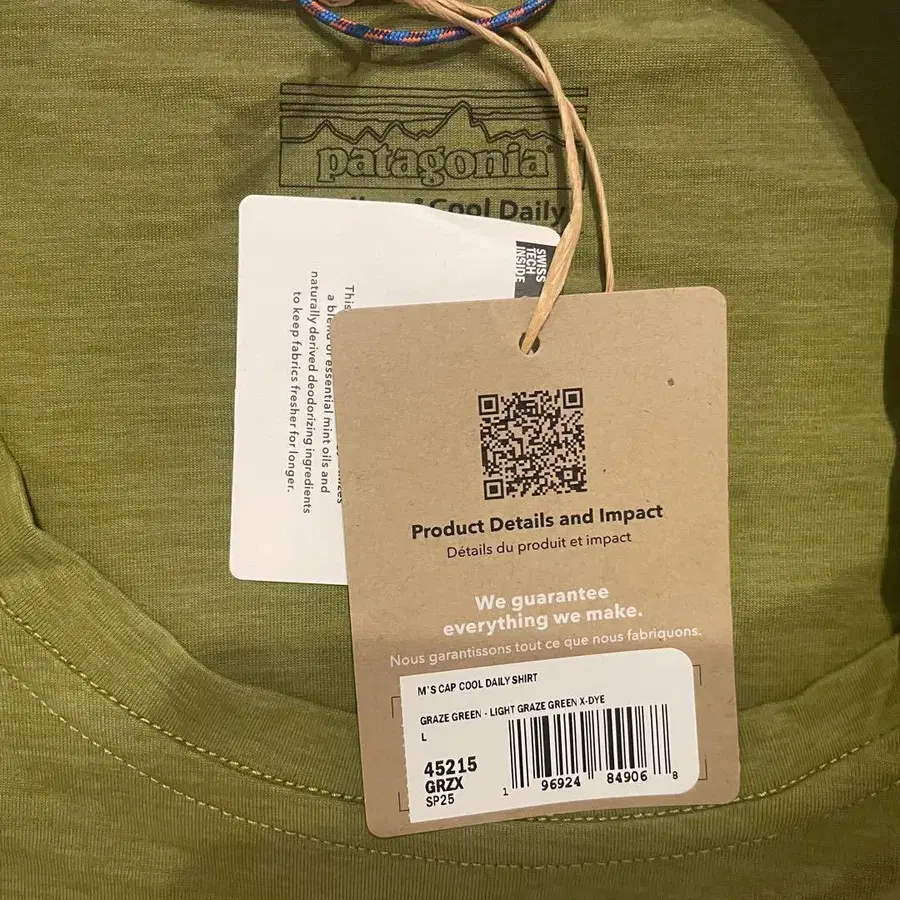 patagonia
Cool Daily
SWISS
TECH
INSIDE
This
a blend of essential mint oils and
naturally derived deodorizing ingredients
to keep fabrics fresher for longer.
Product Details and Impact
Détails du produit et impact
We guarantee
everything we make.
Nous garantissons tout ce que nous fabriquons.
M'S CAP COOL DAILY SHIRT
GRAZE GREEN - LIGHT GRAZE GREEN X-DYE
L
45215
GRZX
SP25
1 96924 84906 8